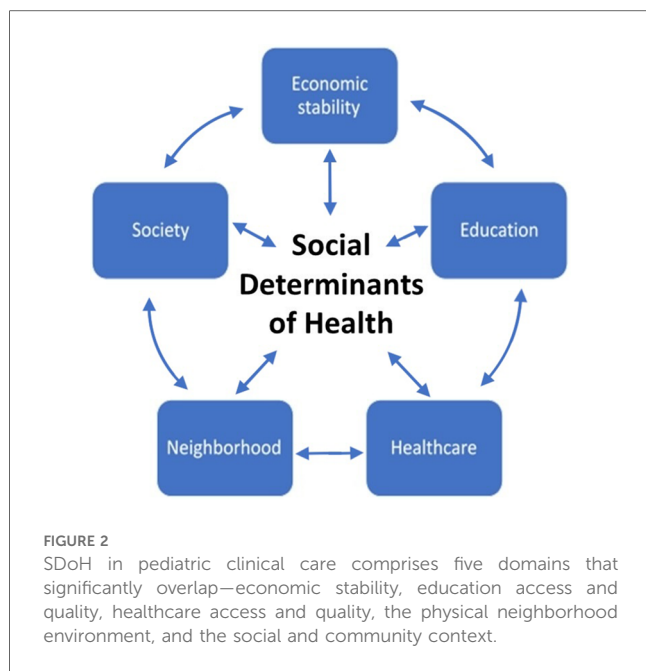 Economic
stability
Society
Education
Social
Determinants
of Health
Neighborhood
Healthcare
FIGURE 2
SDoH in pediatric clinical care comprises five domains that
significantly overlap—economic stability, education access and
quality, healthcare access and quality, the physical neighborhood
environment, and the social and community context.